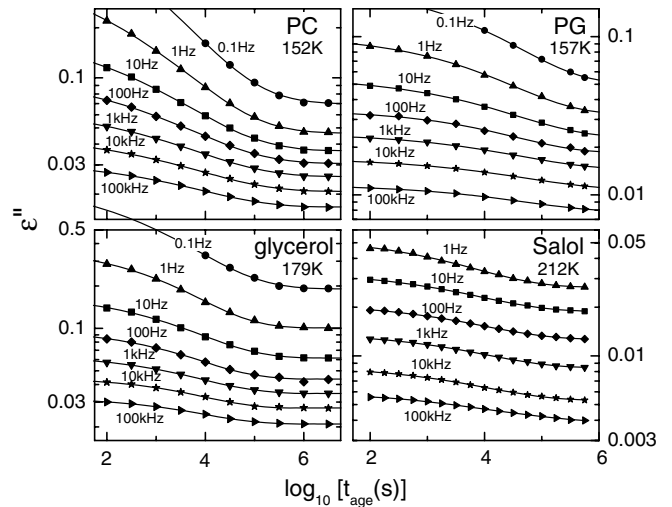 PC
152K
0.1Hz
1Hz
10Hz
100Hz
1kHz
10kHz
100kHz
0.1
0.03
PG
157K
0.1Hz
1Hz
10Hz
100Hz
1kHz
10kHz
100kHz
0.1
0.01
ε''
glycerol
179K
0.1Hz
1Hz
10Hz
100Hz
1kHz
10kHz
100kHz
0.5
0.1
0.03
2 4 6
Salol
212K
1Hz
10Hz
100Hz
1kHz
10kHz
100kHz
0.05
0.01
0.003
2 4 6
log₁₀ [t_age(s)]